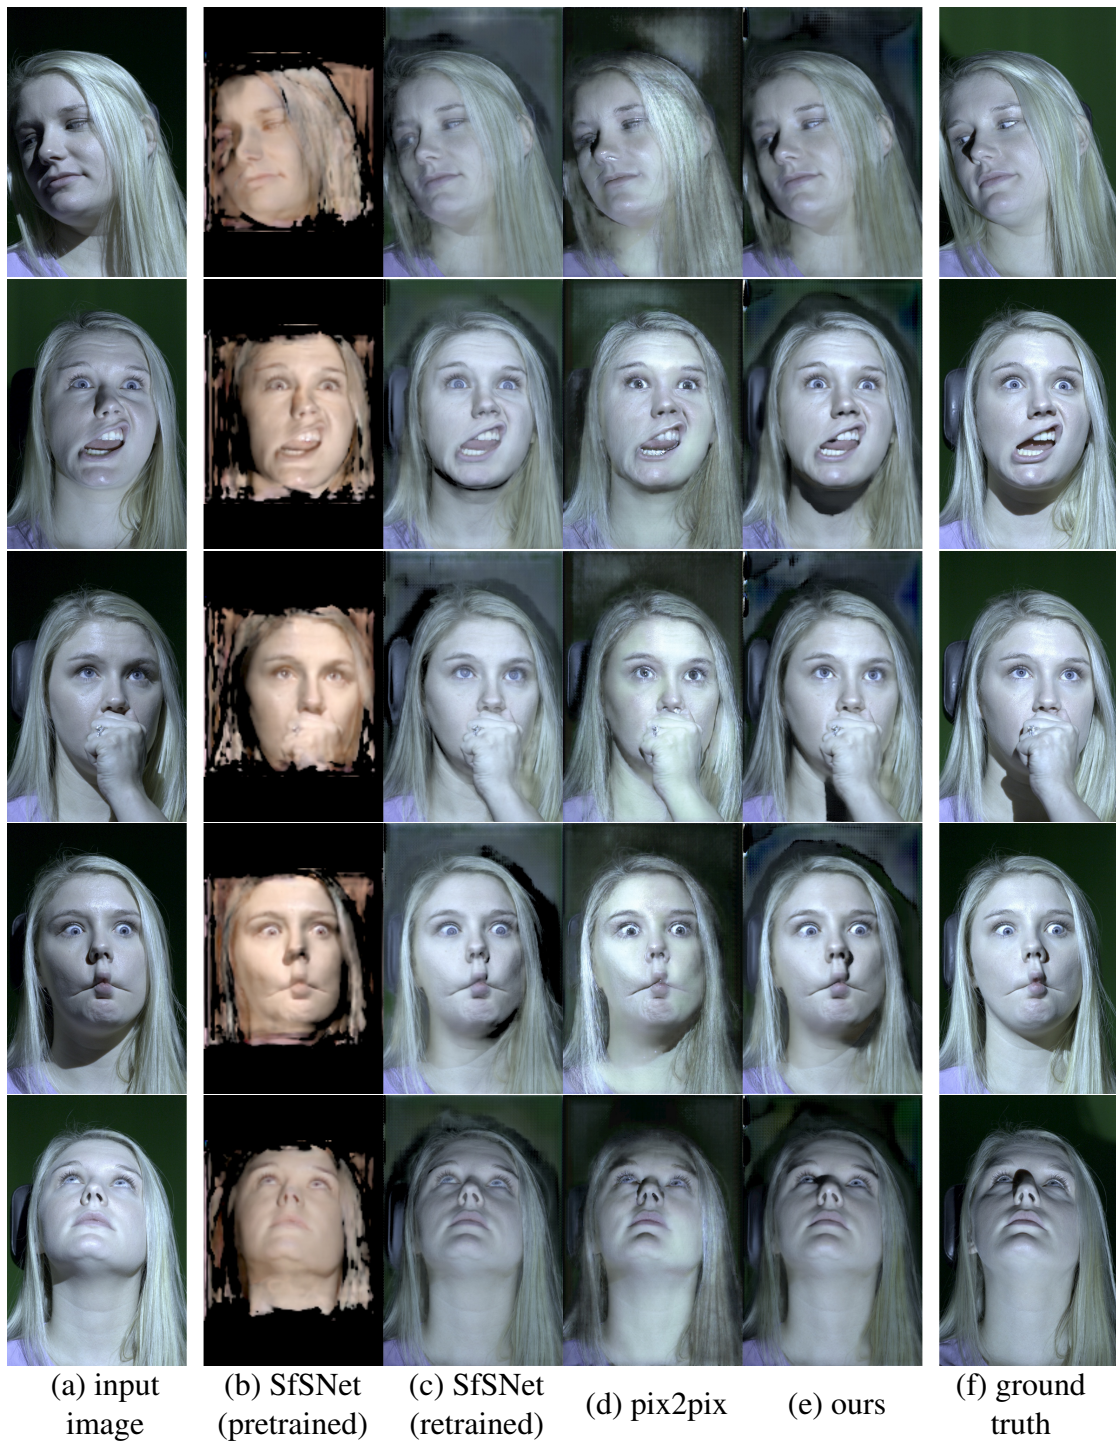 (a) input
image
(b) SfSNet
(pretrained)
(c) SfSNet
(retrained)
(d) pix2pix
(e) ours
(f) ground
truth